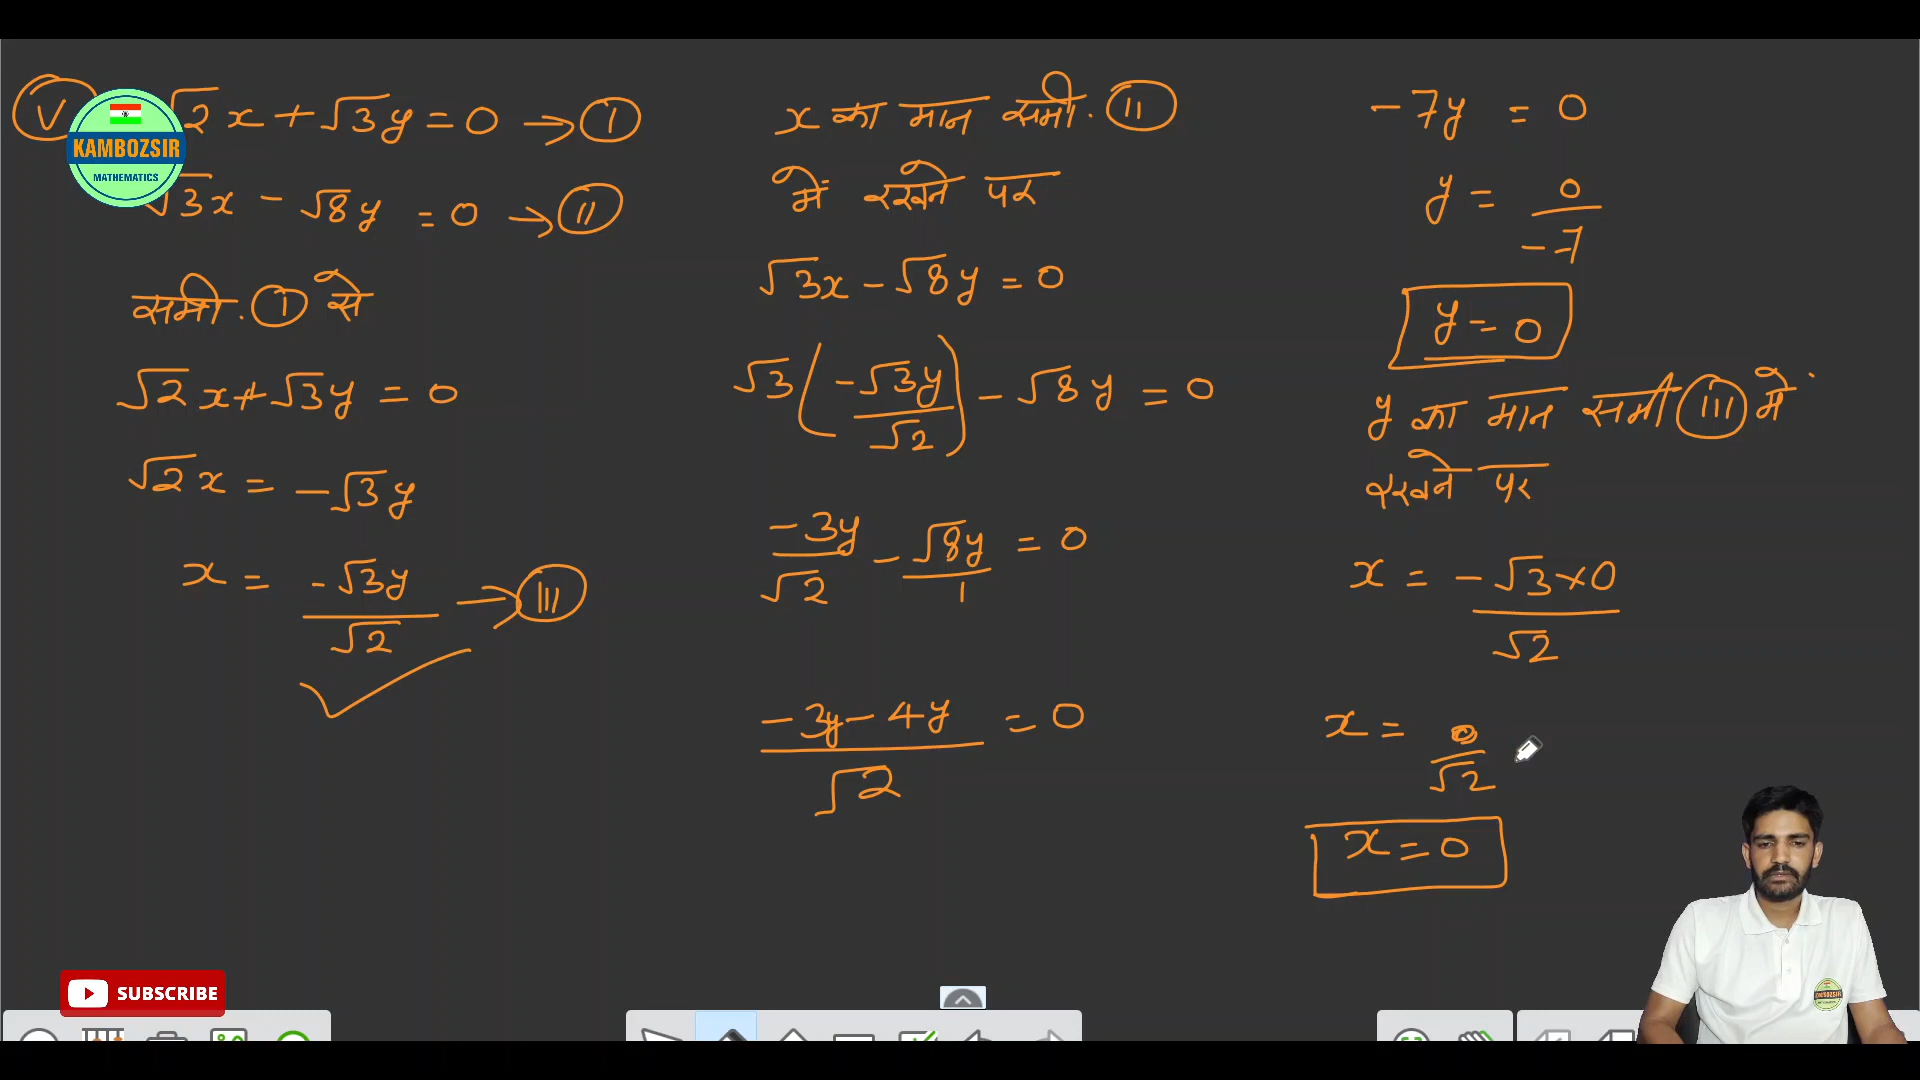 V √2x + √3y = 0 → I
√3x - √8y = 0 → II
समी. I से
√2x + √3y = 0
√2x = -√3y
x = -√3y/√2 → III
x का मान समी. II
में रखने पर
√3x - √8y = 0
√3(-√3y/√2) - √8y = 0
-3y/√2 - √8y/1 = 0
-3y-4y/√2 = 0
-7y = 0
y = 0/-7
y = 0
y का मान समी III में
रखने पर
x = -√3×0/√2
x = 0/√2
x = 0
KAMBOZSIR
MATHEMATICS
SUBSCRIBE
KAMBOZSIR